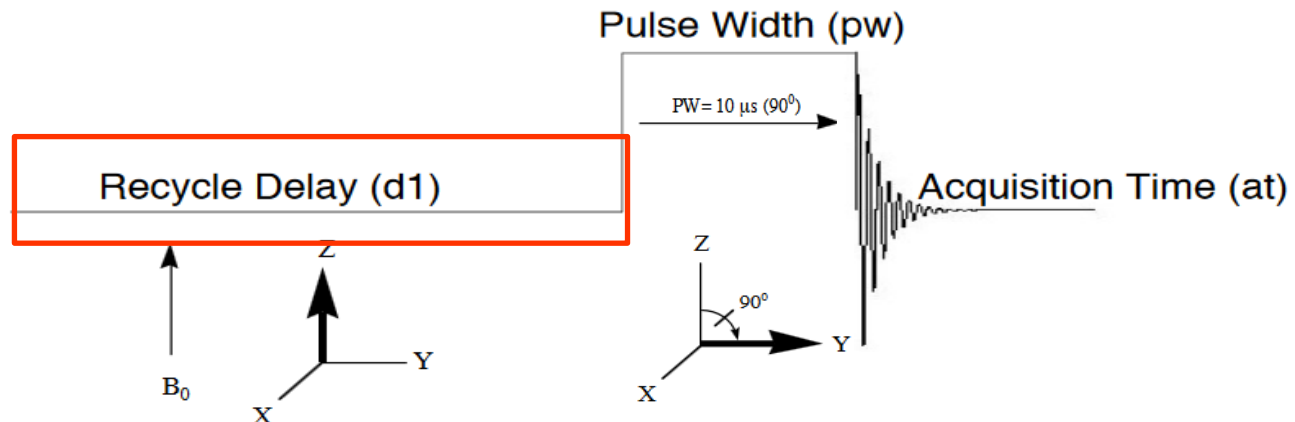 Pulse Width (pw)
PW= 10 μs (90⁰)
Recycle Delay (d1)
Acquisition Time (at)
Z
Z
90⁰
Y
Y
B₀
X
X